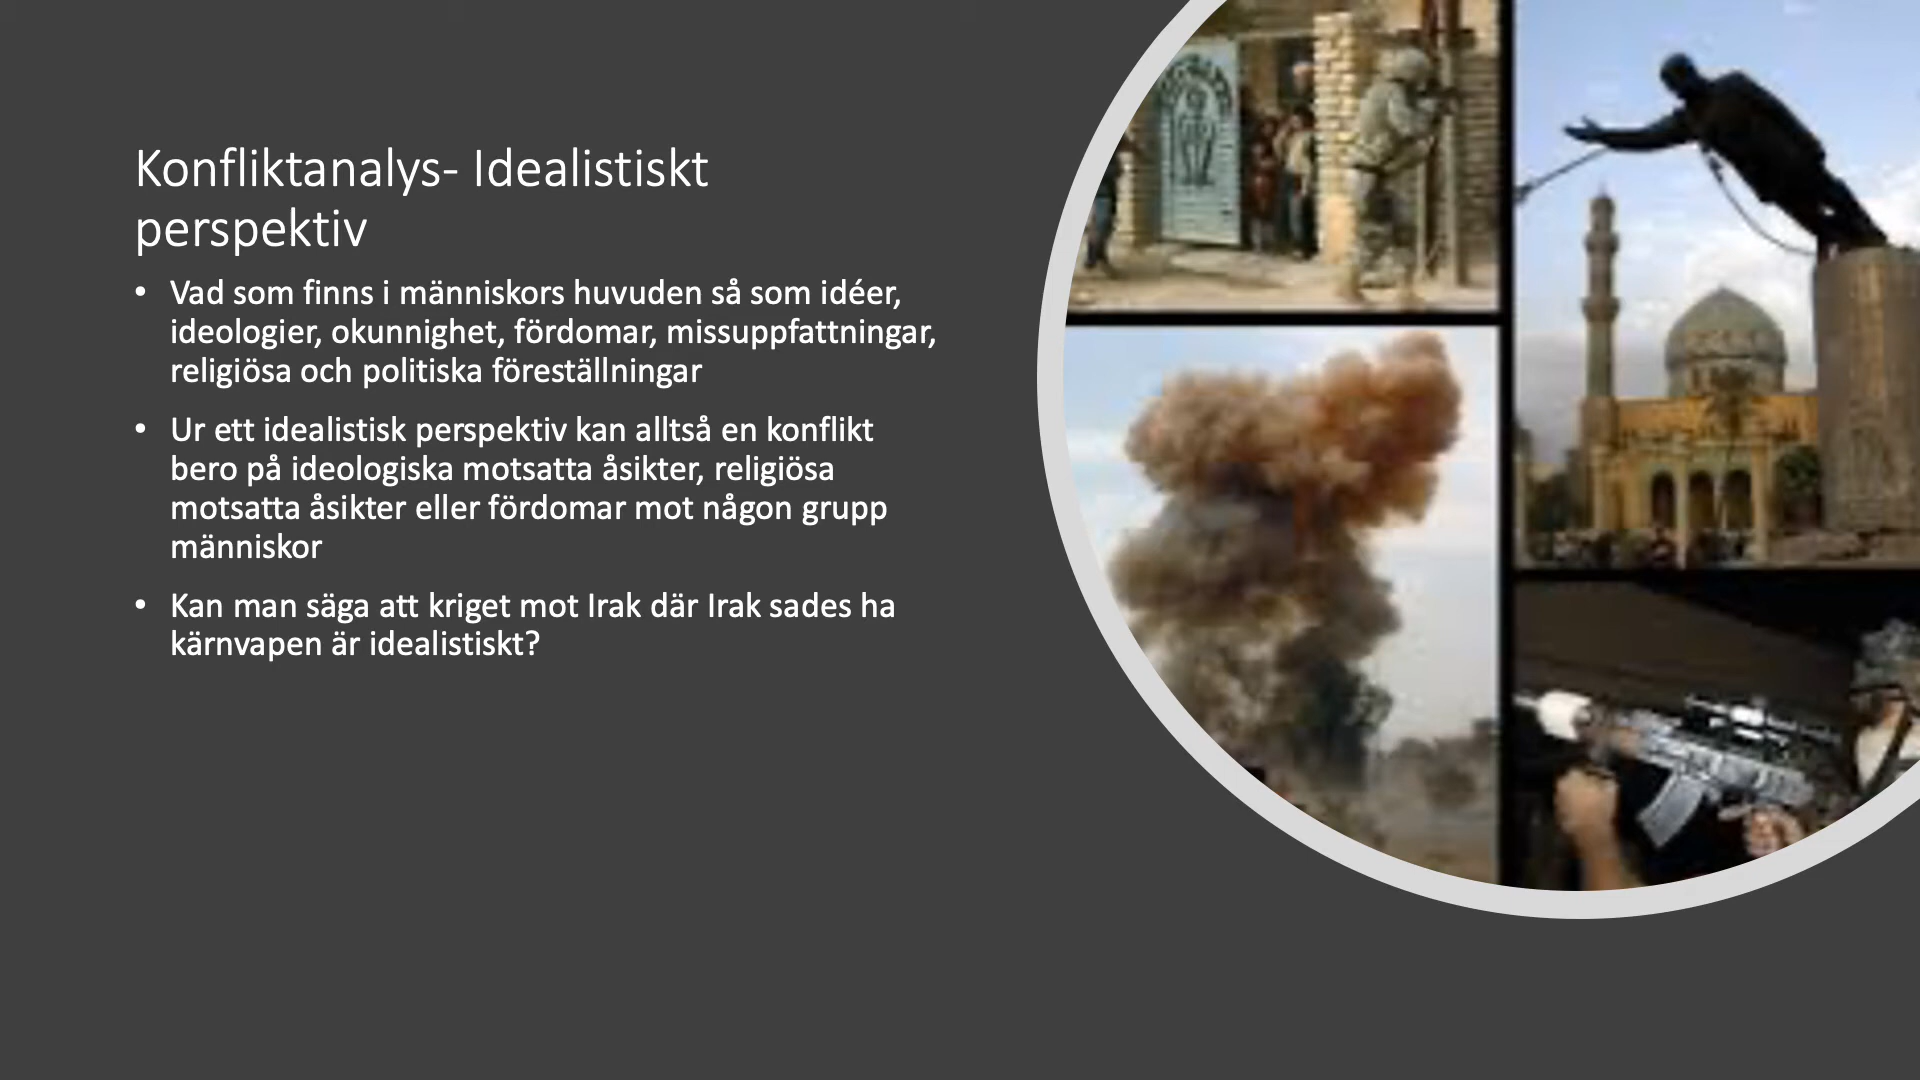 Konfliktanalys- Idealistiskt
perspektiv
• Vad som finns i människors huvuden så som idéer,
ideologier, okunnighet, fördomar, missuppfattningar,
religiösa och politiska föreställningar
• Ur ett idealistisk perspektiv kan alltså en konflikt
bero på ideologiska motsatta åsikter, religiösa
motsatta åsikter eller fördomar mot någon grupp
människor
• Kan man säga att kriget mot Irak där Irak sades ha
kärnvapen är idealistiskt?